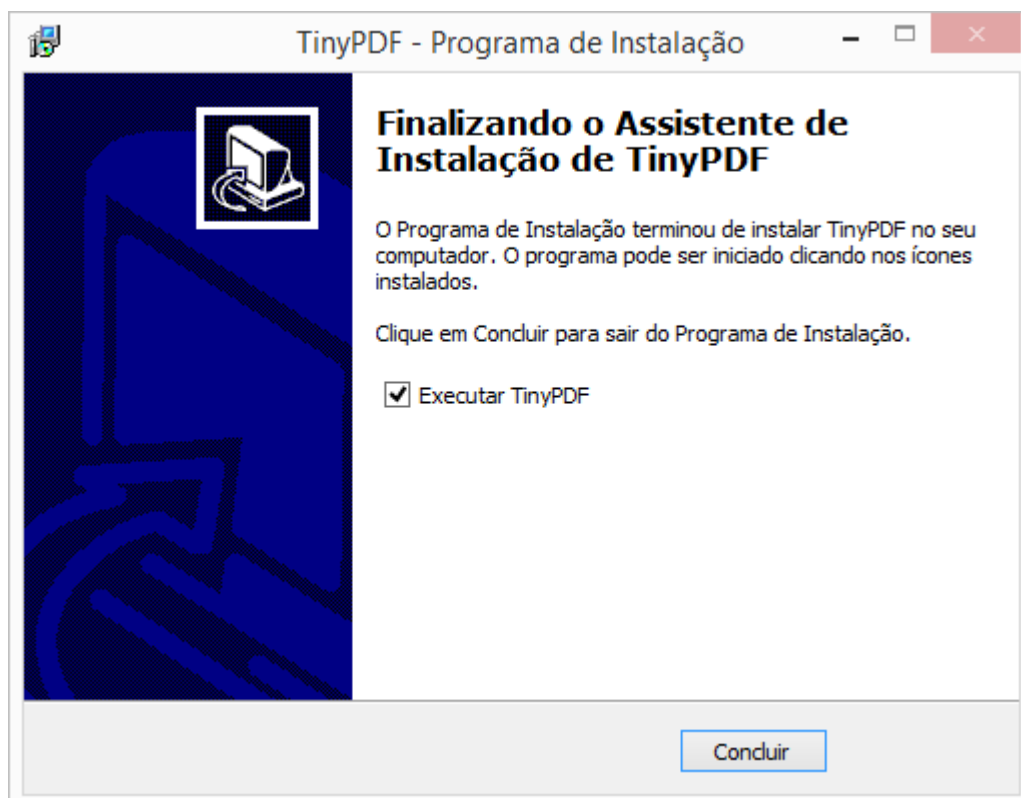 TinyPDF - Programa de Instalação
Finalizando o Assistente de
Instalação de TinyPDF
O Programa de Instalação terminou de instalar TinyPDF no seu
computador. O programa pode ser iniciado clicando nos ícones
instalados.
Clique em Concluir para sair do Programa de Instalação.
Executar TinyPDF
Concluir